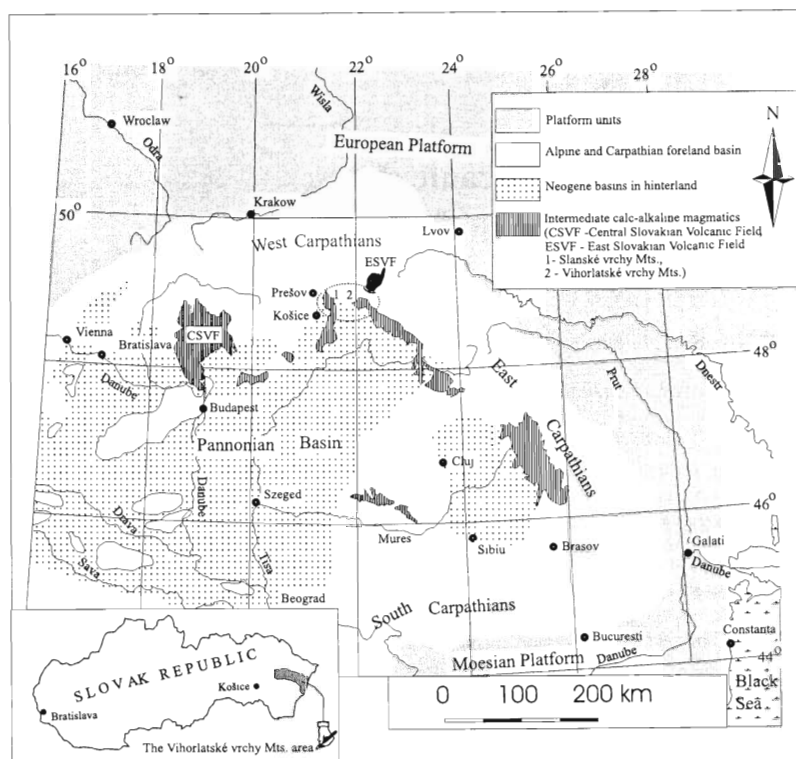 16°
18°
20°
22°
24°
26°
28°
Wroclaw
Odra
Wisla
European Platform
Platform units
Alpine and Carpathian foreland basin
Neogene basins in hinterland
Intermediate calc-alkaline magmatics
(CSVF -Central Slovakian Volcanic Field
ESVF - East Slovakian Volcanic Field
1- Slanské vrchy Mts.,
2 - Vihorlatské vrchy Mts.)
N
50°
Krakow
Lvov
West Carpathians
ESVF
Prešov
1 2
Košice
CSVF
Vienna
Bratislava
Danube
Budapest
East
Carpathians
Prut
Dnestr
48°
Pannonian Basin
Cluj
Szeged
Danube
Drava
Sava
Tisa
Mures
46°
Sibiu
Brasov
Galati
Danube
Beograd
South Carpathians
Bucuresti
Constanta
Moesian Platform
Danube
44°
Black
Sea
0 100 200 km
SLOVAK REPUBLIC
Košice
Bratislava
The Vihorlatské vrchy Mts. area